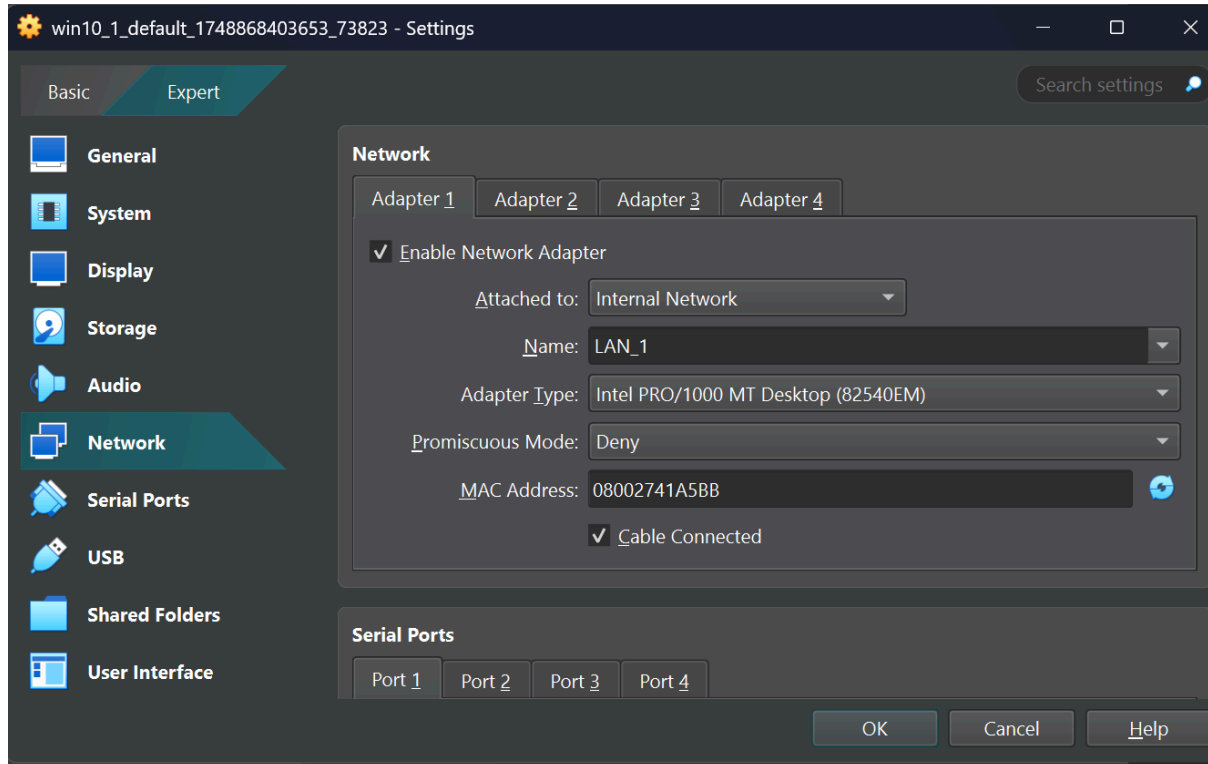 win10_1_default_1748868403653_73823 - Settings
Basic
Expert
Search settings
General
System
Display
Storage
Audio
Network
Serial Ports
USB
Shared Folders
User Interface
Network
Adapter 1
Adapter 2
Adapter 3
Adapter 4
Enable Network Adapter
Attached to: Internal Network
Name: LAN_1
Adapter Type: Intel PRO/1000 MT Desktop (82540EM)
Promiscuous Mode: Deny
MAC Address: 08002741A5BB
Cable Connected
Serial Ports
Port 1
Port 2
Port 3
Port 4
OK
Cancel
Help